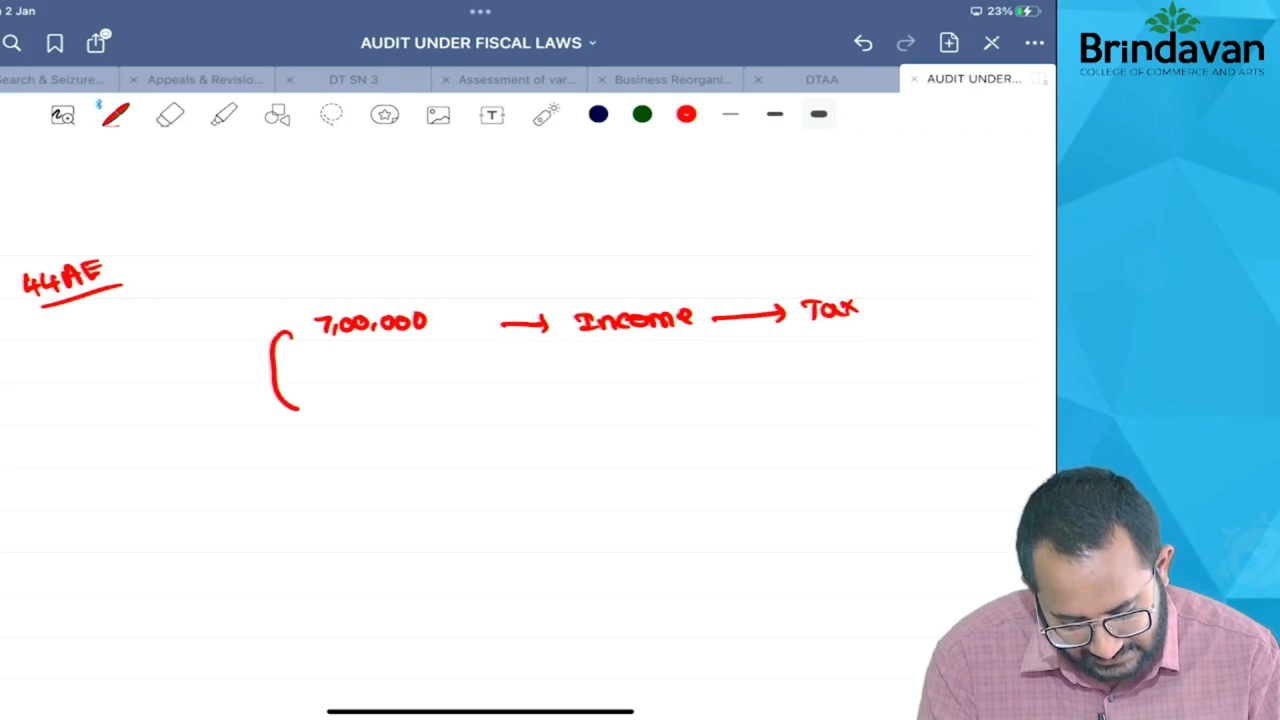 2 Jan
23%
AUDIT UNDER FISCAL LAWS
Brindavan
COLLEGE OF COMMERCE AND ARTS
earch & Seizure...
Appeals & Revisio...
DT SN 3
Assessment of var...
Business Reorgani...
DTAA
AUDIT UNDER...
T
44AE
7,00,000 → Income → Tax